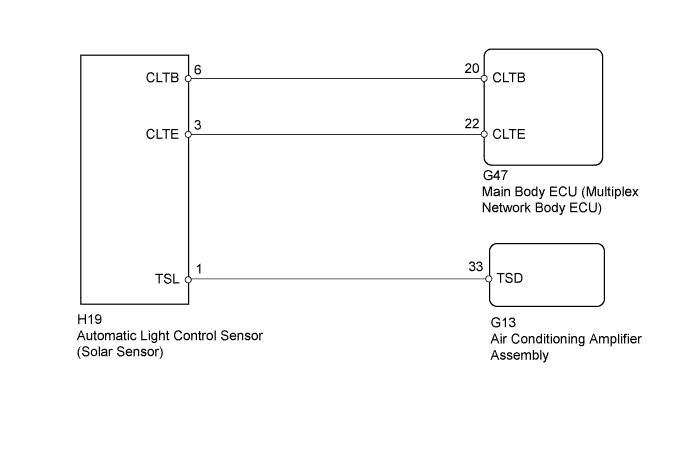 CLTB 6 20 CLTB
CLTE 3 22 CLTE
G47
Main Body ECU (Multiplex
Network Body ECU)
TSL 1 33 TSD
H19
Automatic Light Control Sensor
(Solar Sensor)
G13
Air Conditioning Amplifier
Assembly